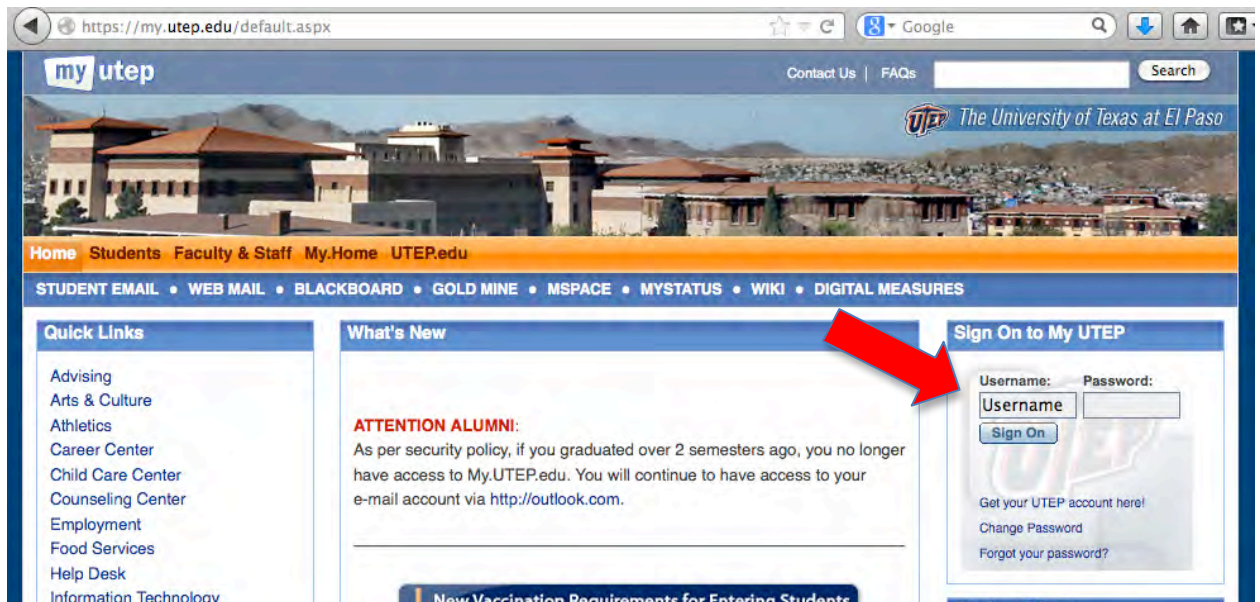 https://my.utep.edu/default.aspx
Google
my utep
Contact Us | FAQs
Search
UTEP The University of Texas at El Paso
Home Students Faculty & Staff My.Home UTEP.edu
STUDENT EMAIL • WEB MAIL • BLACKBOARD • GOLD MINE • MSPACE • MYSTATUS • WIKI • DIGITAL MEASURES
Quick Links
Advising
Arts & Culture
Athletics
Career Center
Child Care Center
Counseling Center
Employment
Food Services
Help Desk
Information Technology
What's New
ATTENTION ALUMNI:
As per security policy, if you graduated over 2 semesters ago, you no longer
have access to My.UTEP.edu. You will continue to have access to your
e-mail account via http://outlook.com.
New Vaccination Requirements for Entering Students
Sign On to My UTEP
Username: Password:
Username
Sign On
UTEP
Get your UTEP account here!
Change Password
Forgot your password?